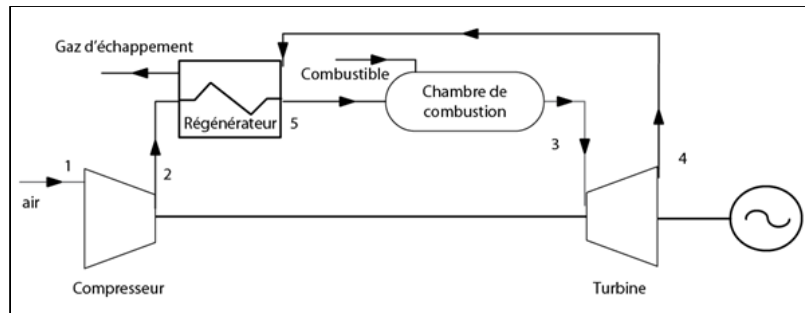 Gaz d'échappement
Combustible
Chambre de
combustion
Régénérateur
5
3
4
1
2
air
Compresseur
Turbine